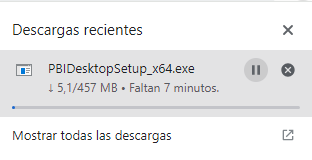 Descargas recientes
PBIDesktopSetup_x64.exe
↓ 5,1/457 MB • Faltan 7 minutos.
Mostrar todas las descargas